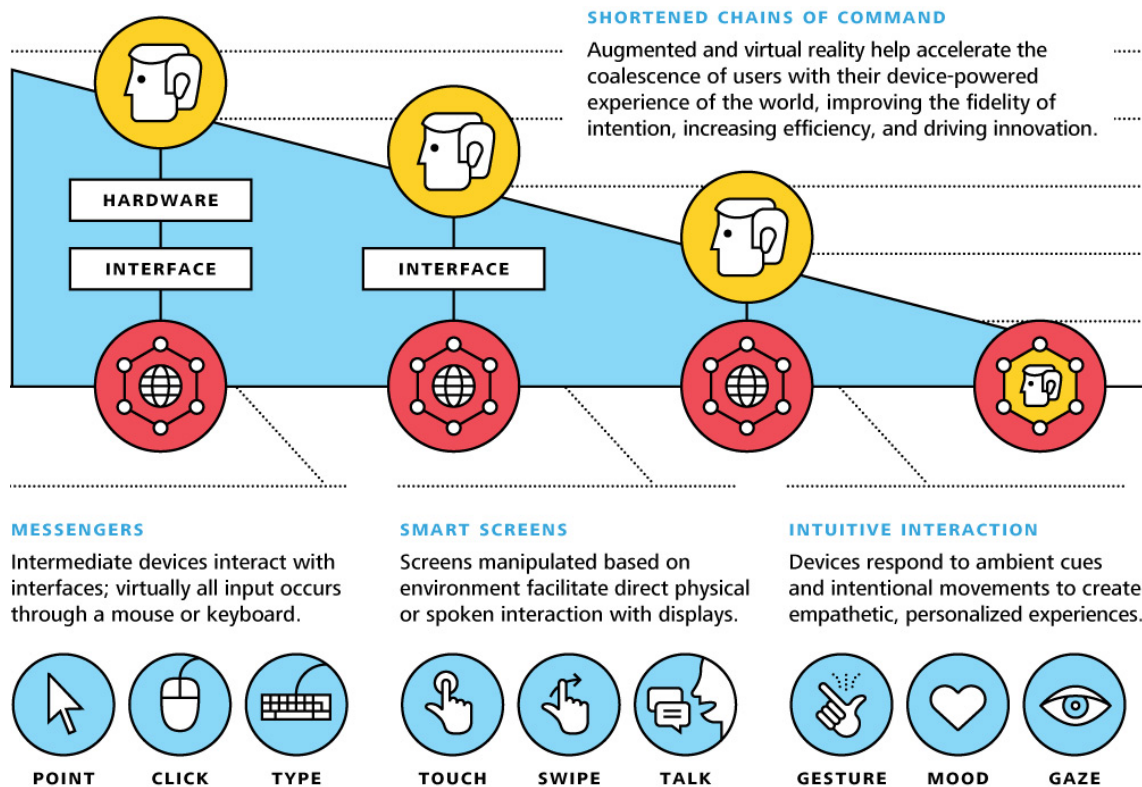 SHORTENED CHAINS OF COMMAND
Augmented and virtual reality help accelerate the
coalescence of users with their device-powered
experience of the world, improving the fidelity of
intention, increasing efficiency, and driving innovation.
HARDWARE
INTERFACE
INTERFACE
MESSENGERS
Intermediate devices interact with
interfaces; virtually all input occurs
through a mouse or keyboard.
POINT
CLICK
TYPE
SMART SCREENS
Screens manipulated based on
environment facilitate direct physical
or spoken interaction with displays.
TOUCH
SWIPE
TALK
INTUITIVE INTERACTION
Devices respond to ambient cues
and intentional movements to create
empathetic, personalized experiences.
GESTURE
MOOD
GAZE